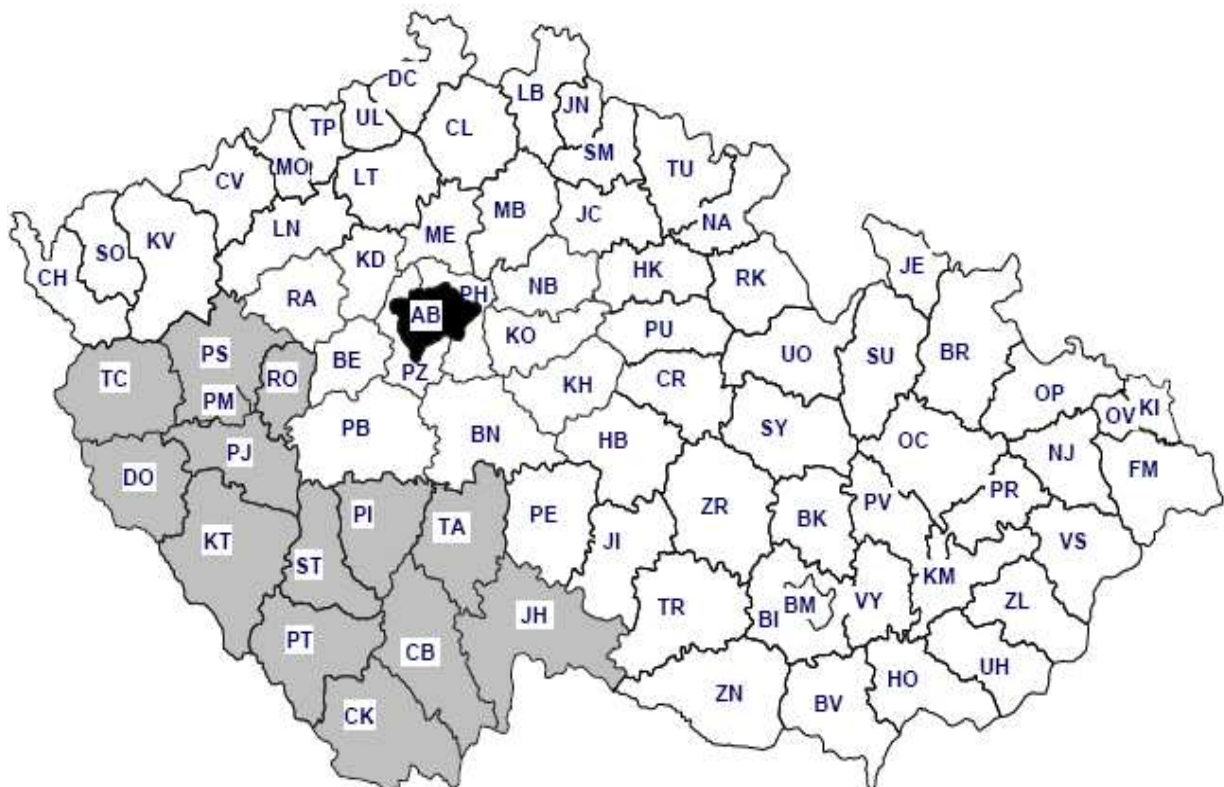 DC
LB
JN
TP
UL
CL
SM
MO
CV
LT
TU
MB
JC
NA
SO
KV
LN
ME
KD
CH
HK
RK
JE
RA
PH
NB
AB
KO
PU
PS
BE
UO
SU
BR
TC
RO
PZ
KH
CR
OP
PM
PB
BN
HB
SY
OC
OV
KI
DO
PJ
NJ
FM
PI
TA
PE
ZR
BK
PV
PR
KT
ST
JI
VS
KM
TR
BI
BM
VY
ZL
PT
CB
JH
ZN
BV
HO
UH
CK